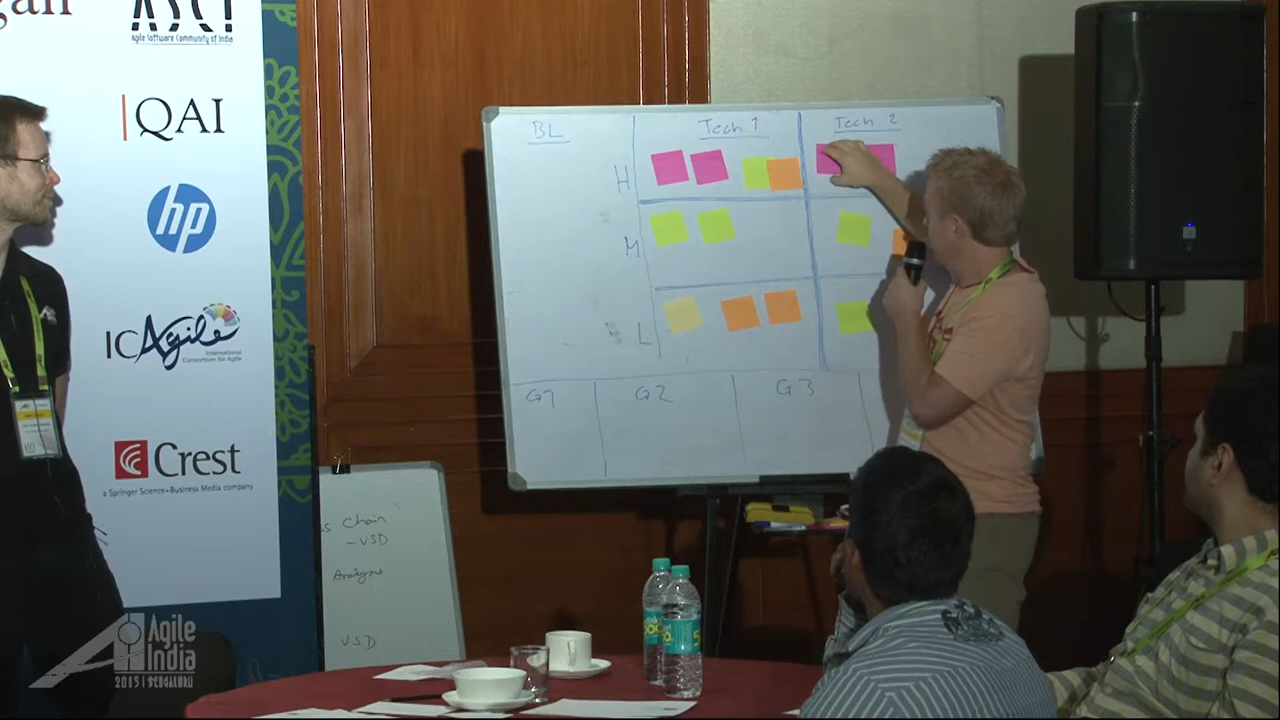 ASCI
Agile Software Community of India
QAI
hp
ICAgile
International
Consortium for Agile
Crest
a Springer Science+Business Media company
BL
Tech 1
Tech 2
H
M
L
G1
G2
G3
Chain
-VSD
Analysis
VSD
Agile
India
2015 | BENGALURU